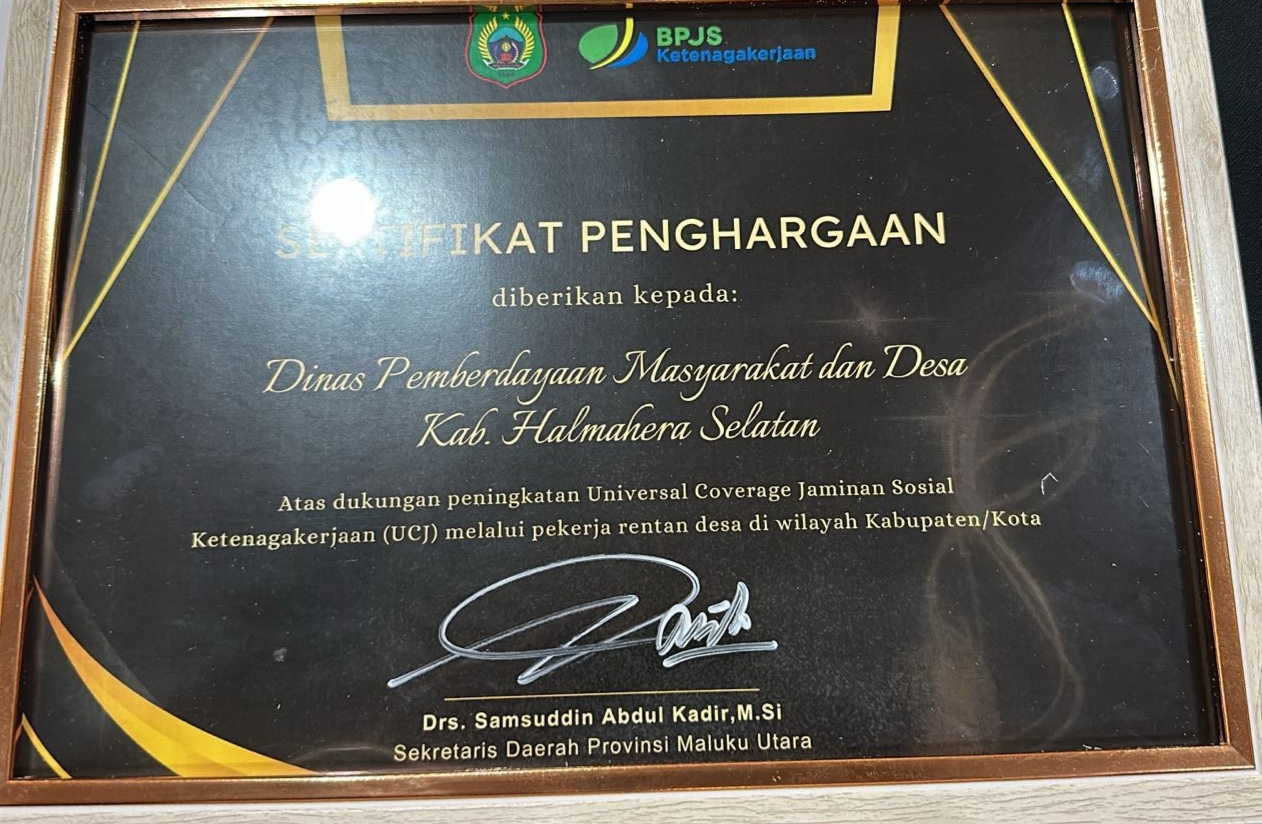 BPJS
Ketenagakerjaan
SERTIFIKAT PENGHARGAAN
diberikan kepada:
Dinas Pemberdayaan Masyarakat dan Desa
Kab. Halmahera Selatan
Atas dukungan peningkatan Universal Coverage Jaminan Sosial
Ketenagakerjaan (UCJ) melalui pekerja rentan desa di wilayah Kabupaten/Kota
Drs. Samsuddin Abdul Kadir,M.Si
Sekretaris Daerah Provinsi Maluku Utara